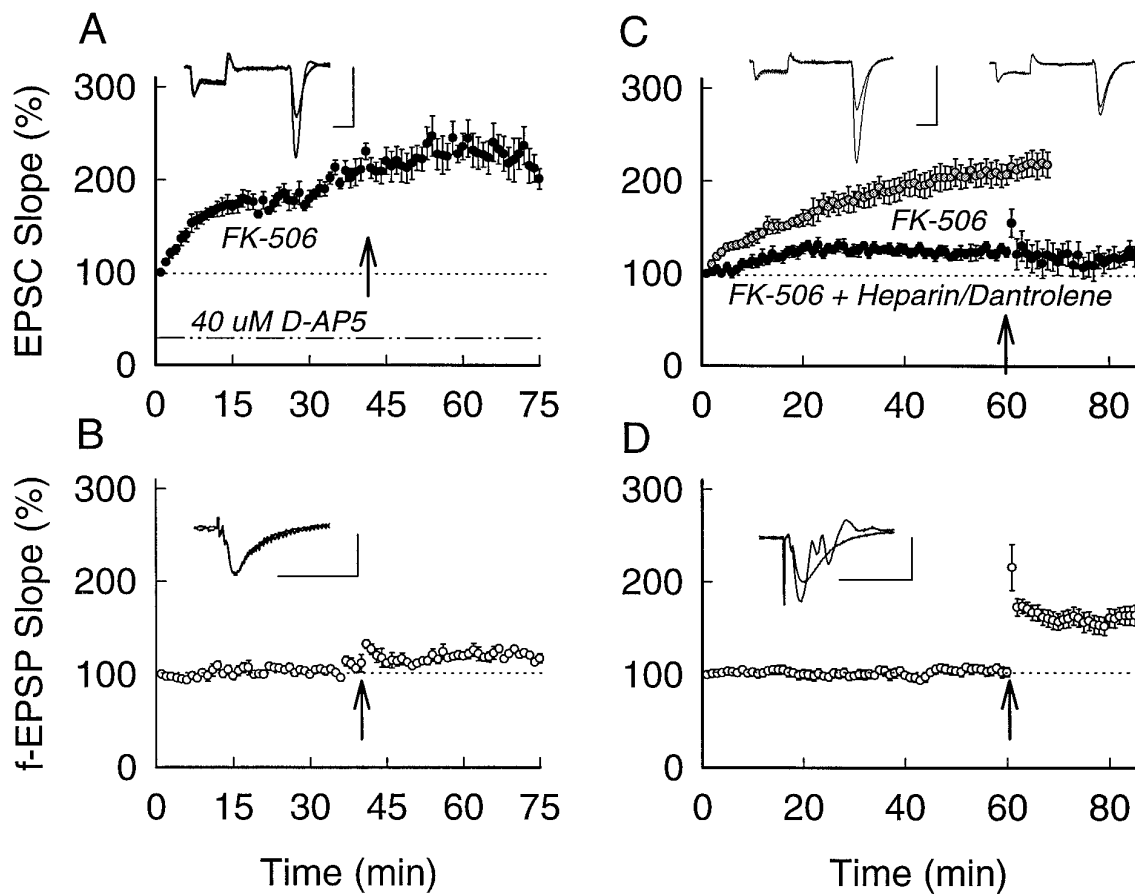 A
EPSC Slope (%)
300
200
100
0
FK-506
40 uM D-AP5
0 15 30 45 60 75
C
300
200
100
0
FK-506
FK-506 + Heparin/Dantrolene
0 20 40 60 80
B
f-EPSP Slope (%)
300
200
100
0
0 15 30 45 60 75
Time (min)
D
300
200
100
0
0 20 40 60 80
Time (min)